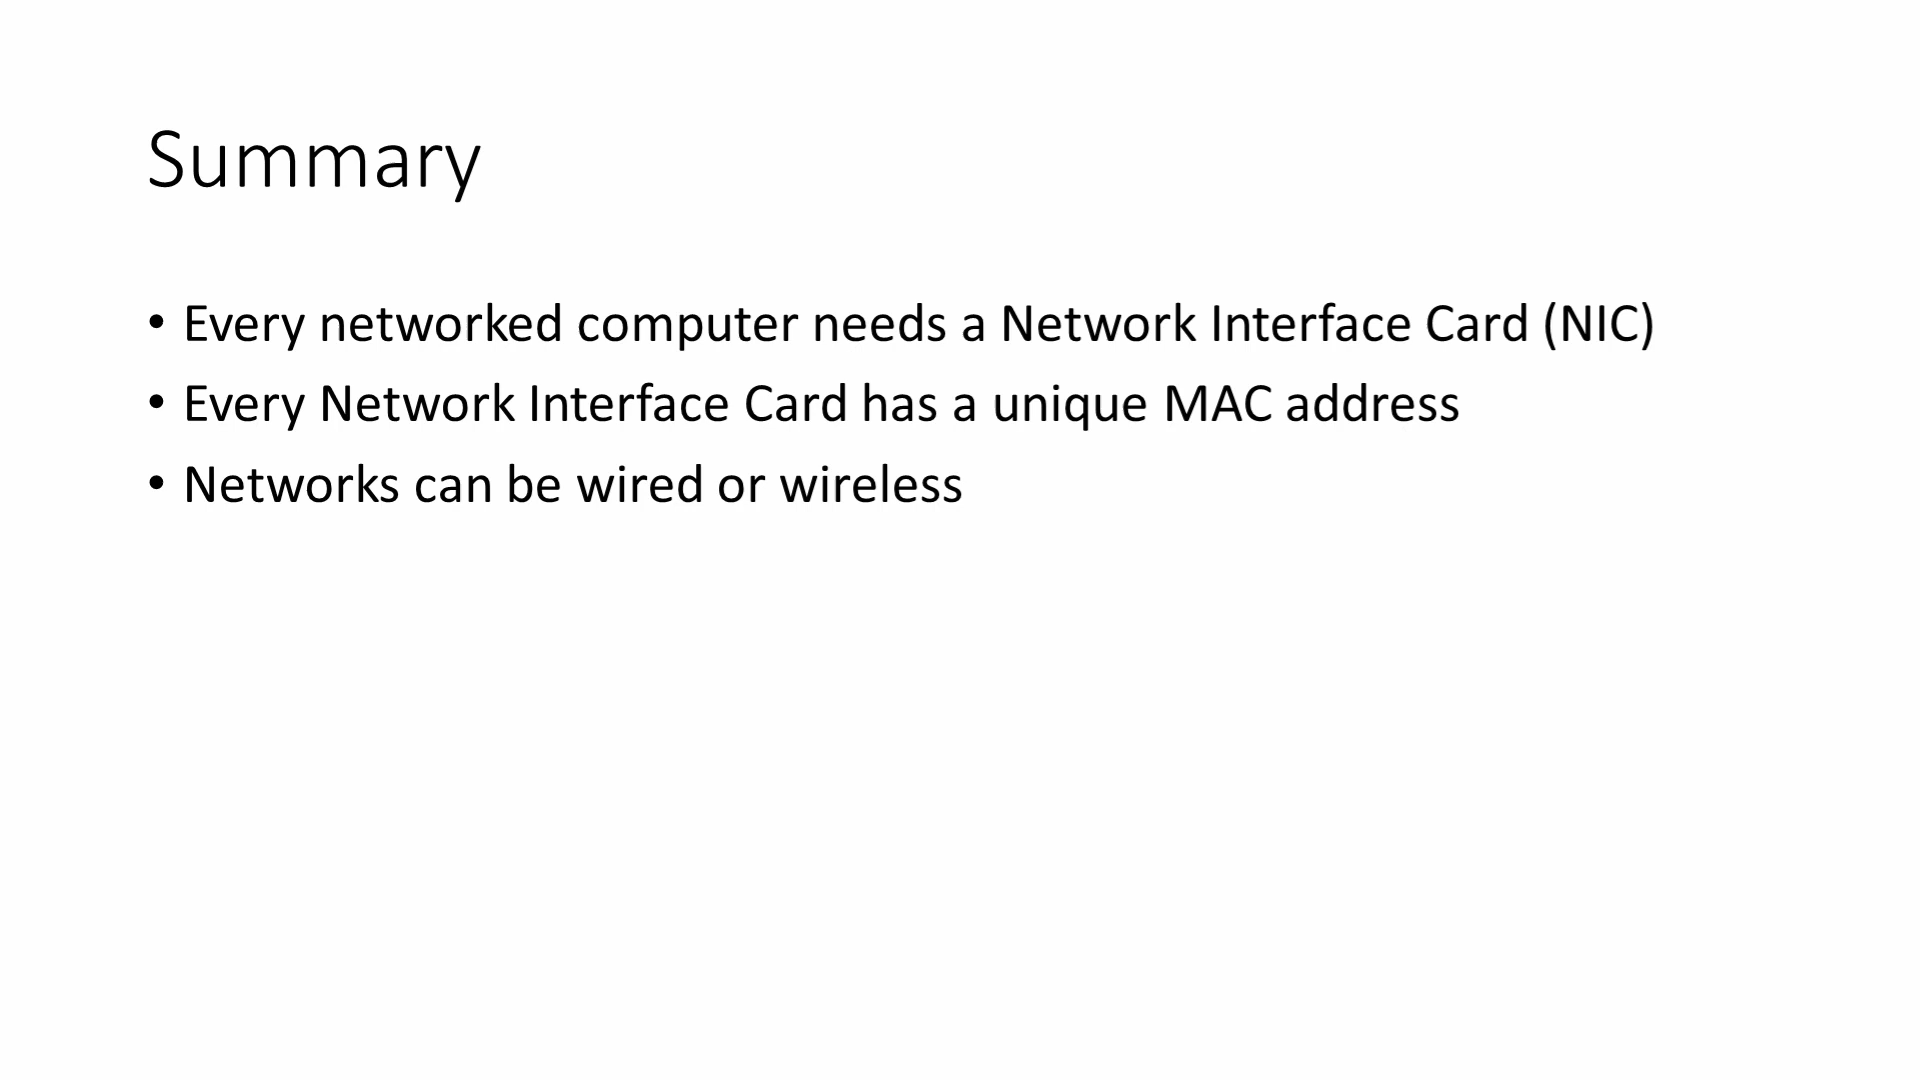 Summary
• Every networked computer needs a Network Interface Card (NIC)
• Every Network Interface Card has a unique MAC address
• Networks can be wired or wireless